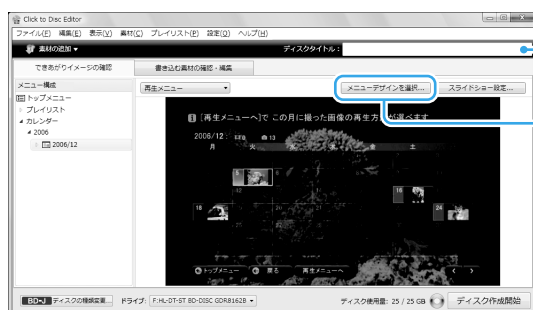 Click to Disc Editor
ファイル(F) 編集(E) 表示(V) 素材(C) プレイリスト(P) 設定(O) ヘルプ(H)
素材の追加▼ ディスクタイトル：
できあがりイメージの確認 書き込む素材の確認・編集
メニュー構成 再生メニュー メニューデザインを選択... スライドショー設定...
トップメニュー
プレイリスト
カレンダー
2006
2006/12
[再生メニューへ]で この月に撮った画像の再生方 が選べます
2006/12: 13
月 火 水 木 金 土
5 6
12
16
18 24
トップメニュー 戻る 再生メニューへ
BD-J ディスクの種類変更... ドライブ: F:HL-DT-ST BD-DISC GDR8162B ディスク使用量: 25 / 25 GB ディスク作成開始